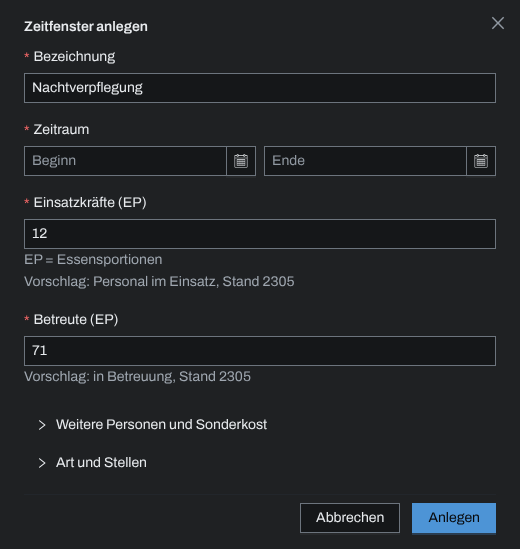 Zeitfenster anlegen
* Bezeichnung
Nachtverpflegung
* Zeitraum
Beginn
Ende
* Einsatzkräfte (EP)
12
EP = Essensportionen
Vorschlag: Personal im Einsatz, Stand 2305
* Betreute (EP)
71
Vorschlag: in Betreuung, Stand 2305
Weitere Personen und Sonderkost
Art und Stellen
Abbrechen
Anlegen